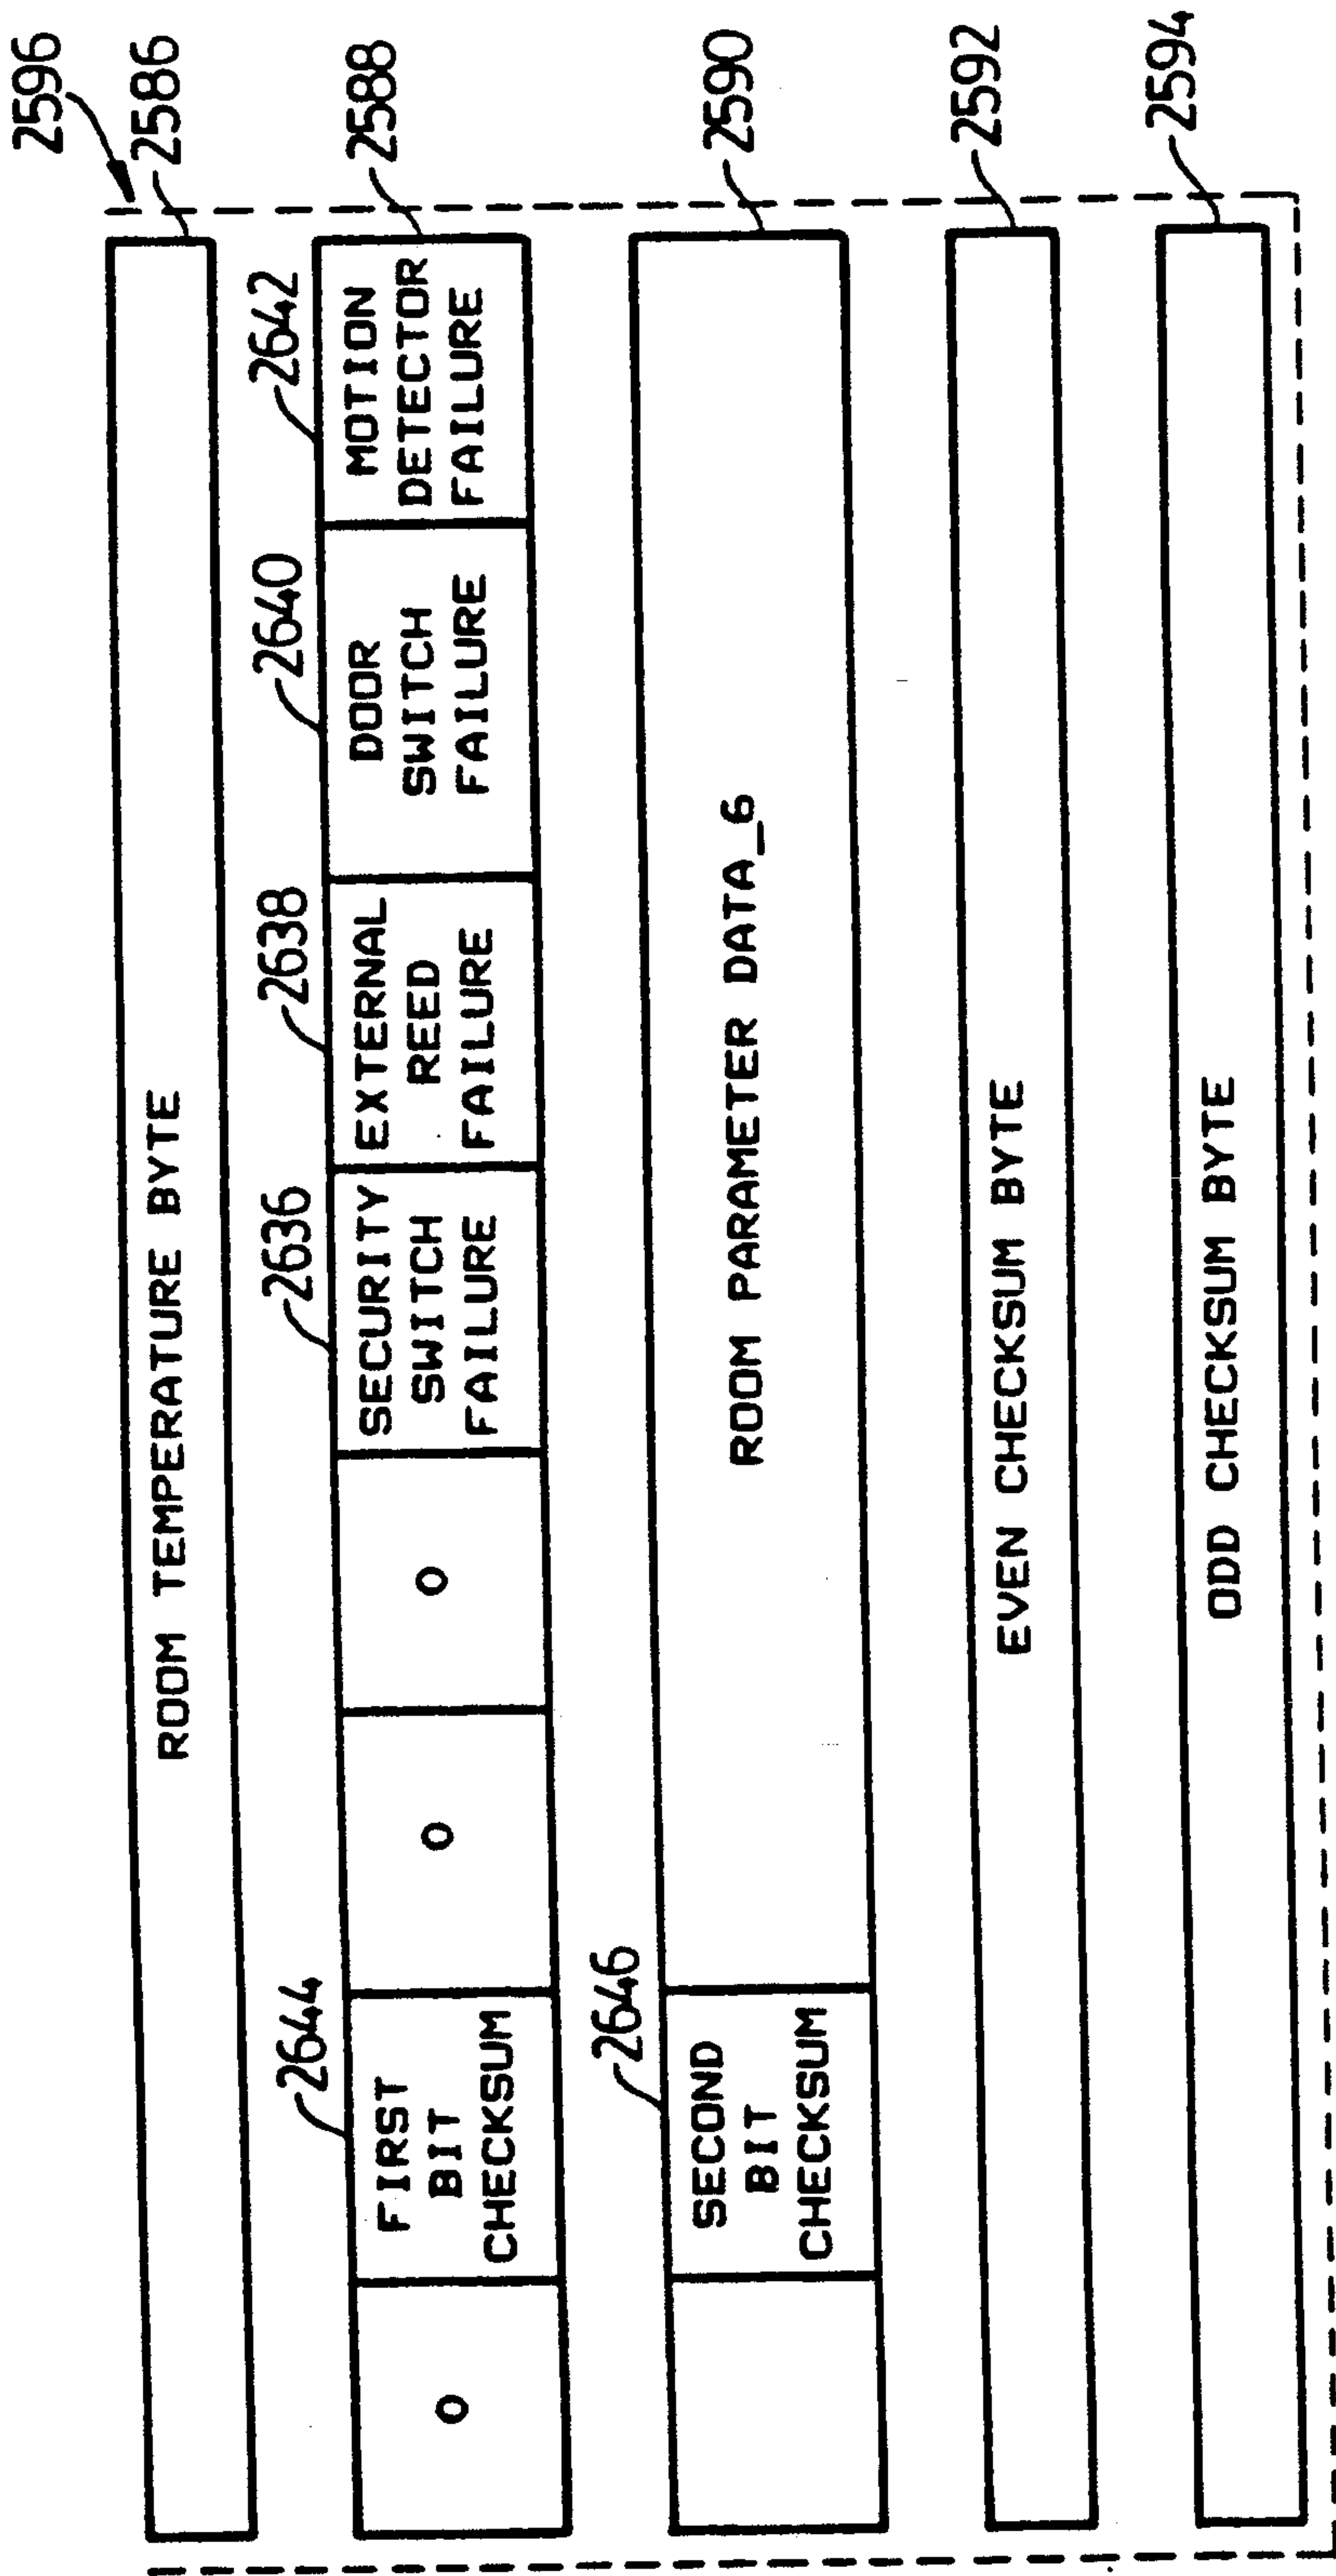 2596
2586
ROOM TEMPERATURE BYTE
2588
2644
2636
2638
2640
2642
0
FIRST
BIT
CHECKSUM
0
0
SECURITY
SWITCH
FAILURE
EXTERNAL
REED
FAILURE
DOOR
SWITCH
FAILURE
MOTION
DETECTOR
FAILURE
2646
2590
SECOND
BIT
CHECKSUM
ROOM PARAMETER DATA_6
2592
EVEN CHECKSUM BYTE
2594
ODD CHECKSUM BYTE